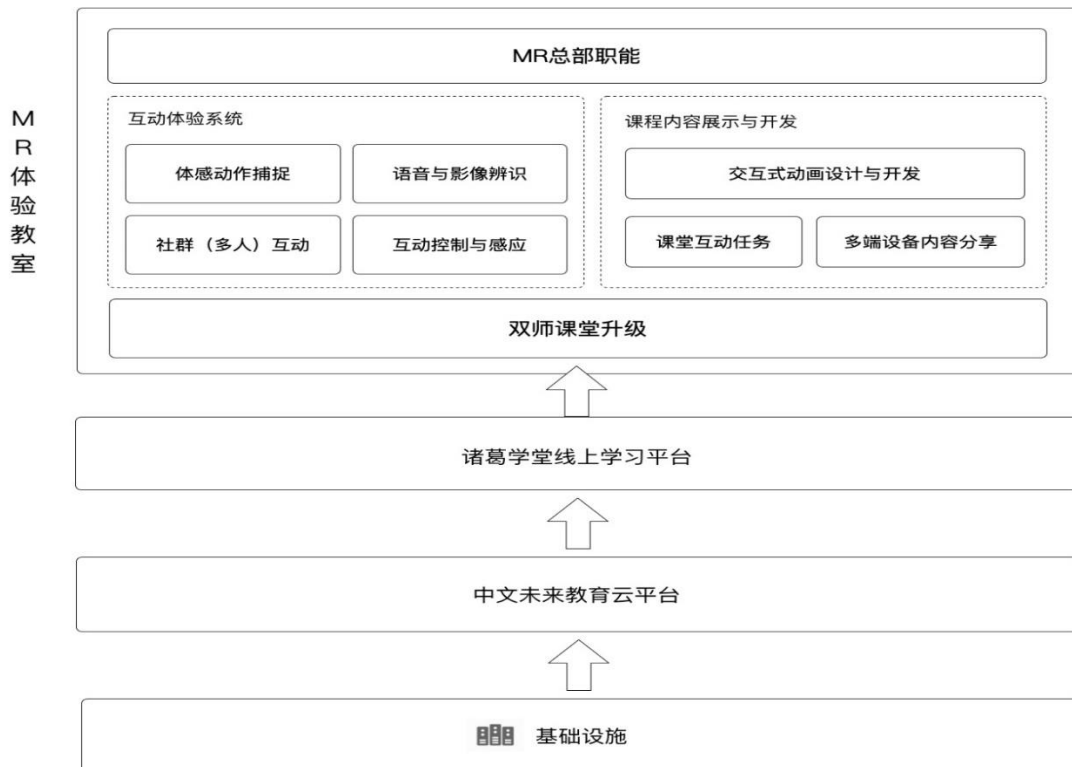 MR体验教室
MR总部职能
互动体验系统
体感动作捕捉
语音与影像辨识
社群（多人）互动
互动控制与感应
课程内容展示与开发
交互式动画设计与开发
课堂互动任务
多端设备内容分享
双师课堂升级
诸葛学堂线上学习平台
中文未来教育云平台
基础设施